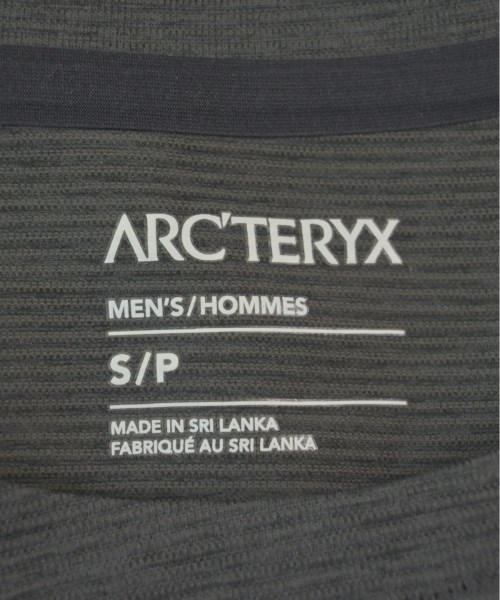 ARC'TERYX
MEN'S/HOMMES
S/P
MADE IN SRI LANKA
FABRIQUÉ AU SRI LANKA